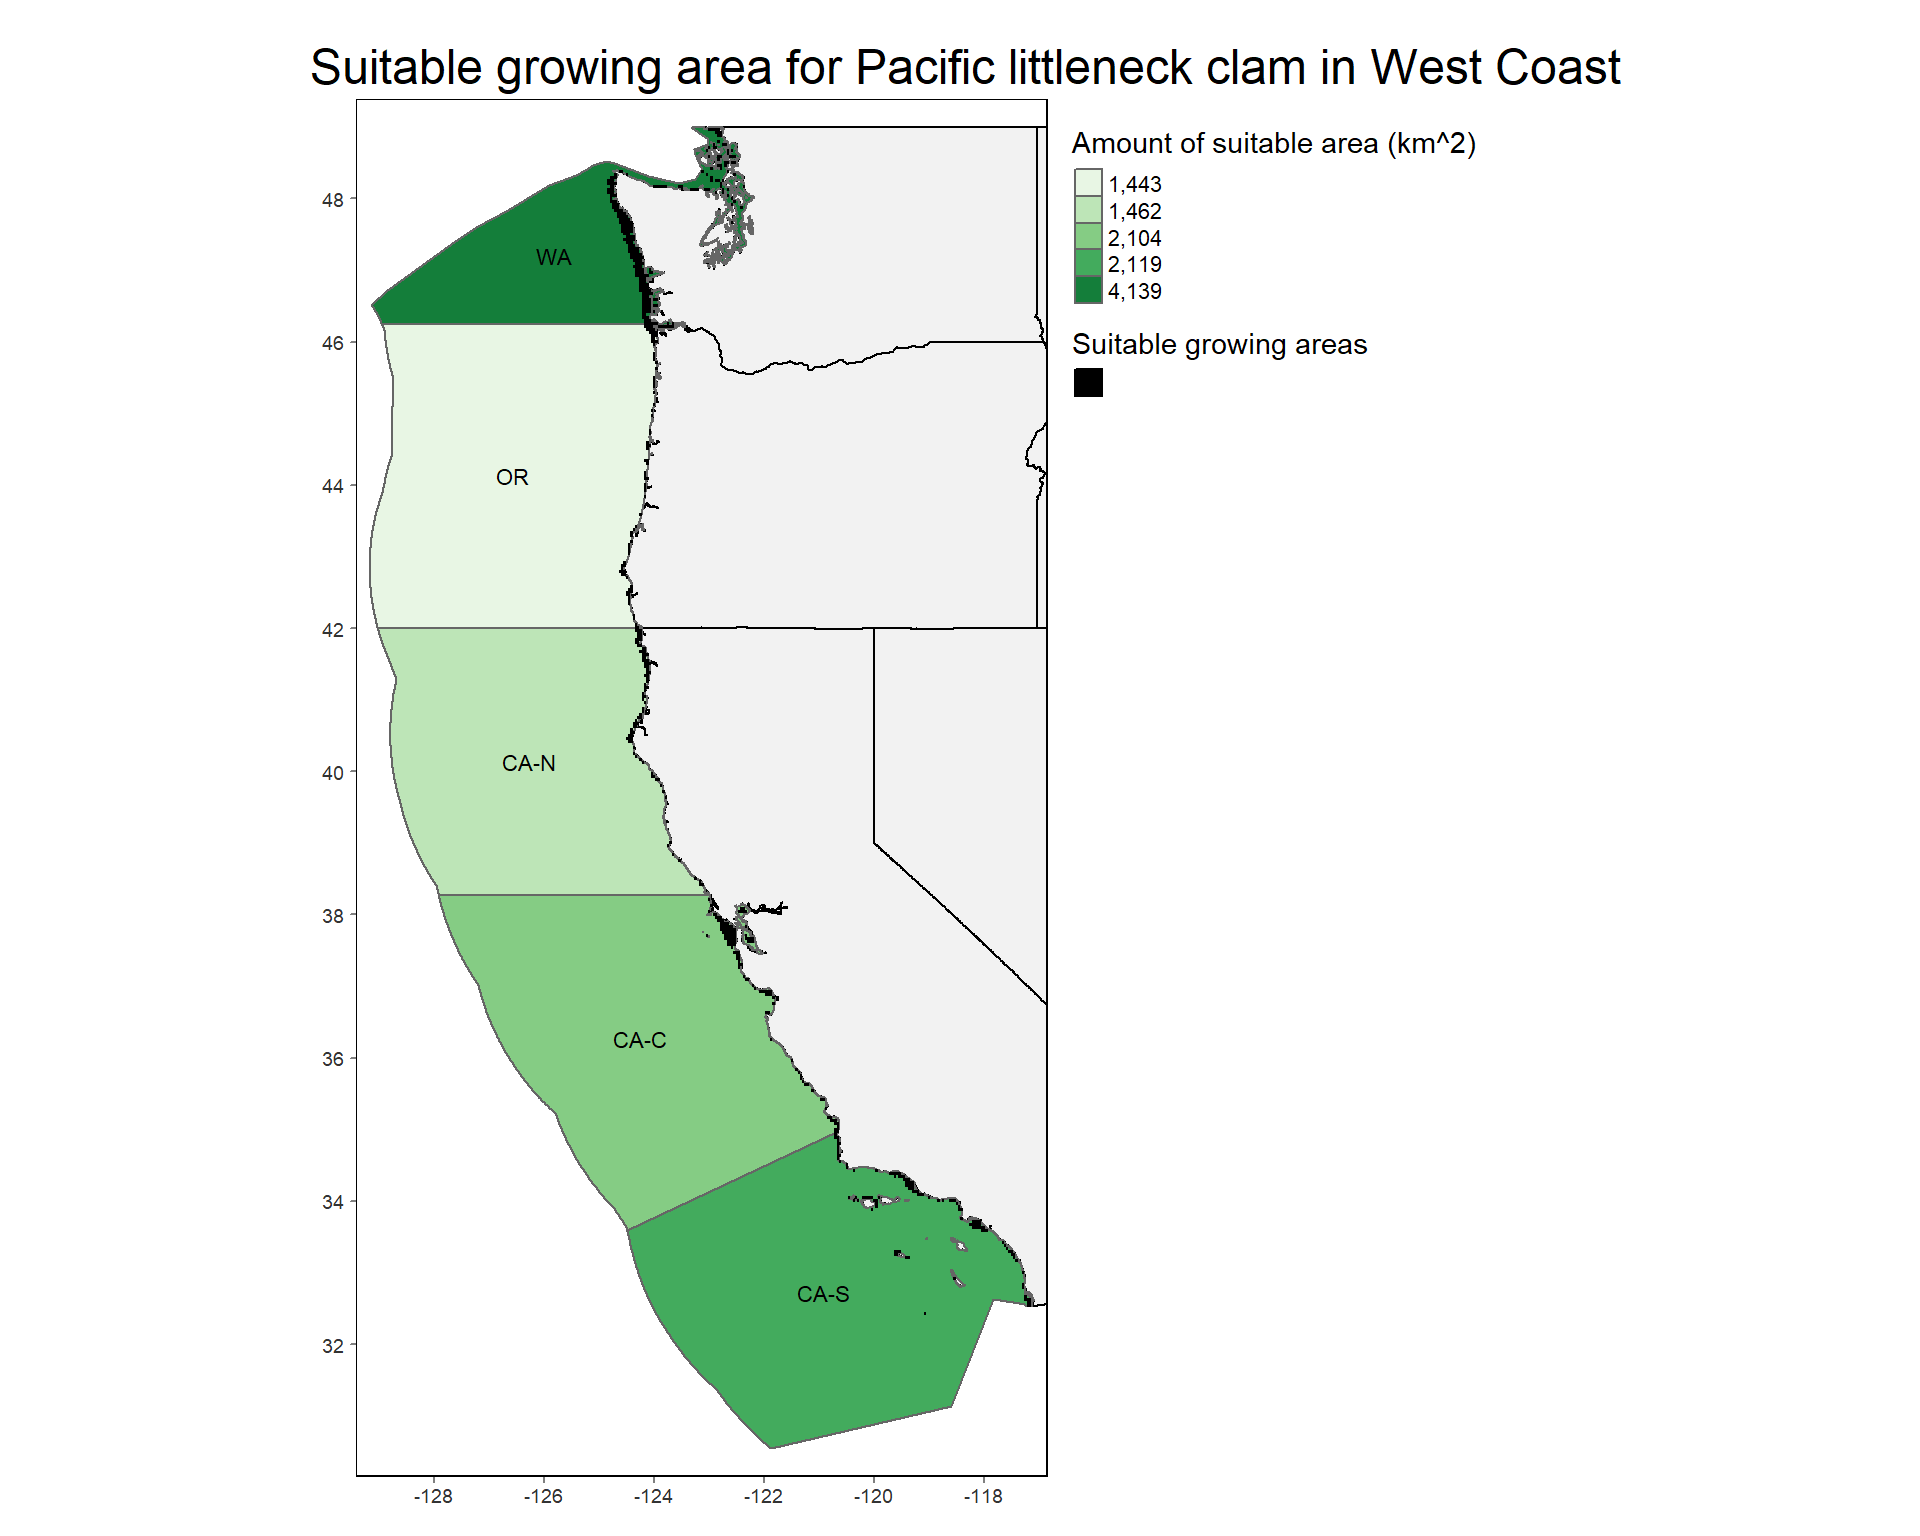 Suitable growing area for Pacific littleneck clam in West Coast
Amount of suitable area (km^2)
1,443
1,462
2,104
2,119
4,139
Suitable growing areas
48
46
44
42
40
38
36
34
32
WA
OR
CA-N
CA-C
CA-S
-128
-126
-124
-122
-120
-118